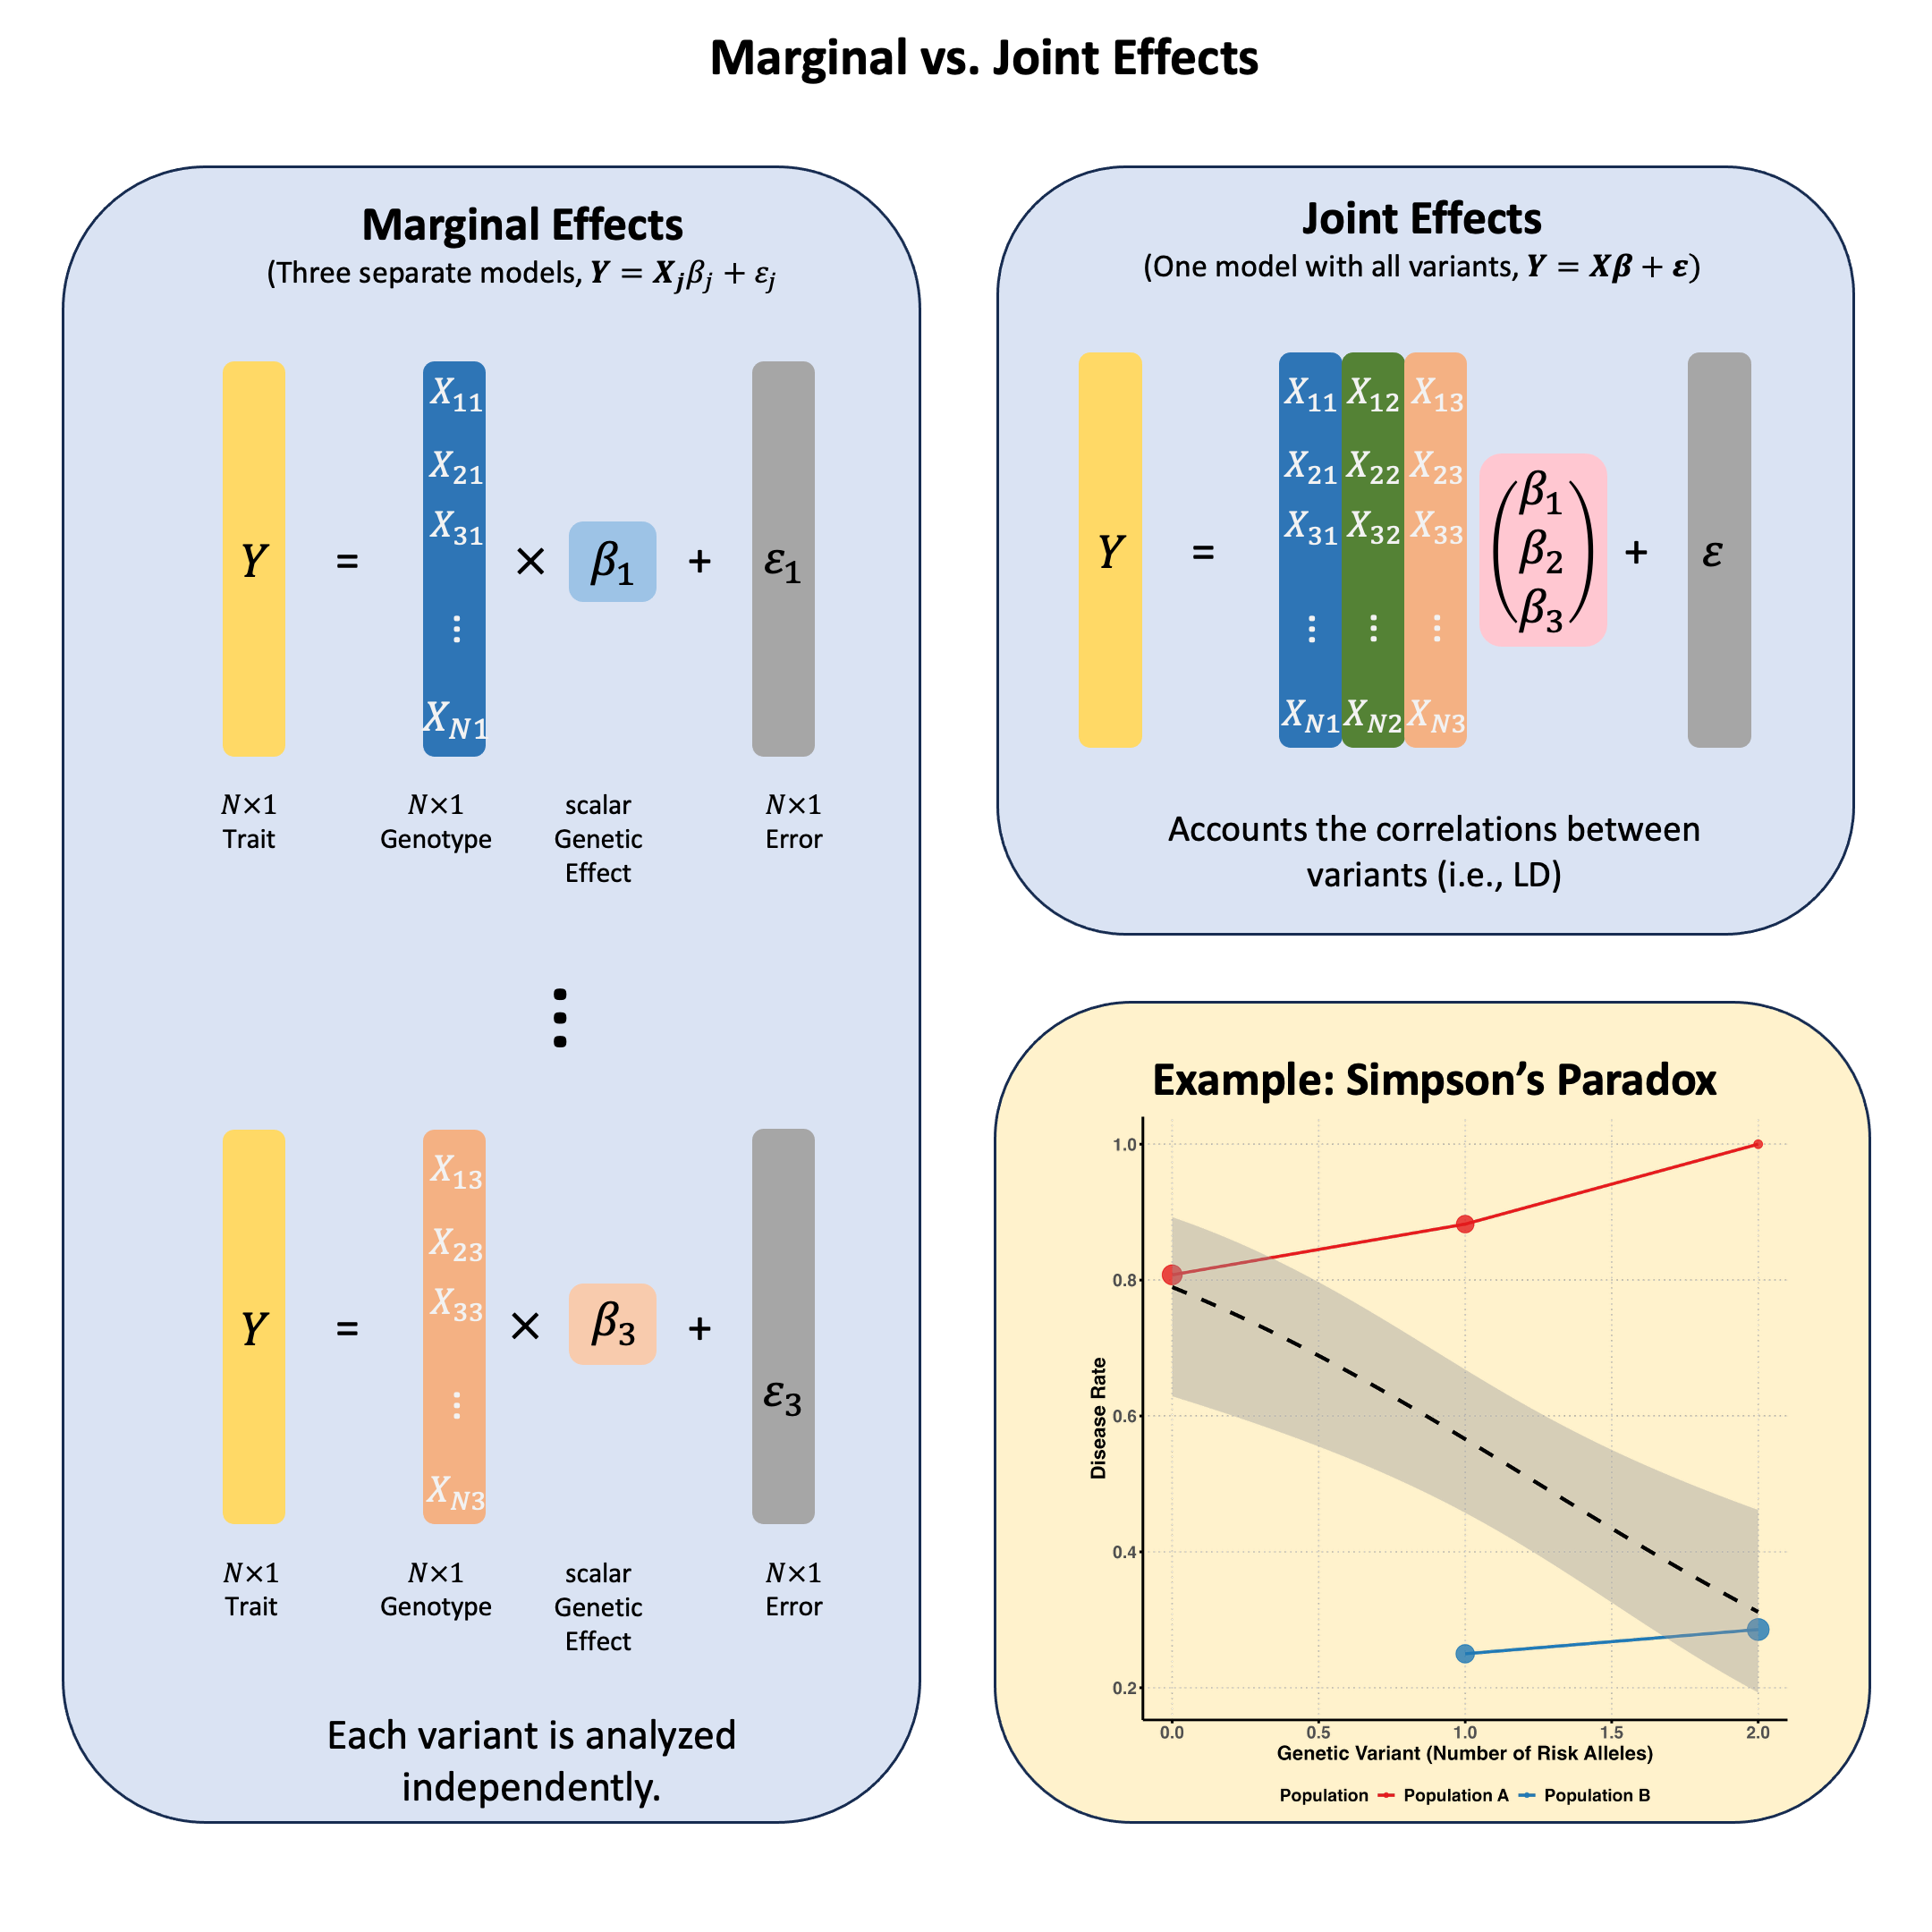 Marginal vs. Joint Effects
Marginal Effects
(Three separate models, Y = X_jβ_j + ε_j
Y
=
X_11
X_21
X_31
⋮
X_N1
×
β_1
+
ε_1
N×1
Trait
N×1
Genotype
scalar
Genetic
Effect
N×1
Error
⋮
Y
=
X_13
X_23
X_33
⋮
X_N3
×
β_3
+
ε_3
N×1
Trait
N×1
Genotype
scalar
Genetic
Effect
N×1
Error
Each variant is analyzed
independently.
Joint Effects
(One model with all variants, Y = Xβ + ε)
Y
=
X_11 X_12 X_13
X_21 X_22 X_23
X_31 X_32 X_33
⋮ ⋮ ⋮
X_N1 X_N2 X_N3
β_1
β_2
β_3
+
ε
Accounts the correlations between
variants (i.e., LD)
Example: Simpson’s Paradox
Disease Rate
1.0
0.8
0.6
0.4
0.2
0.0 0.5 1.0 1.5 2.0
Genetic Variant (Number of Risk Alleles)
Population Population A Population B